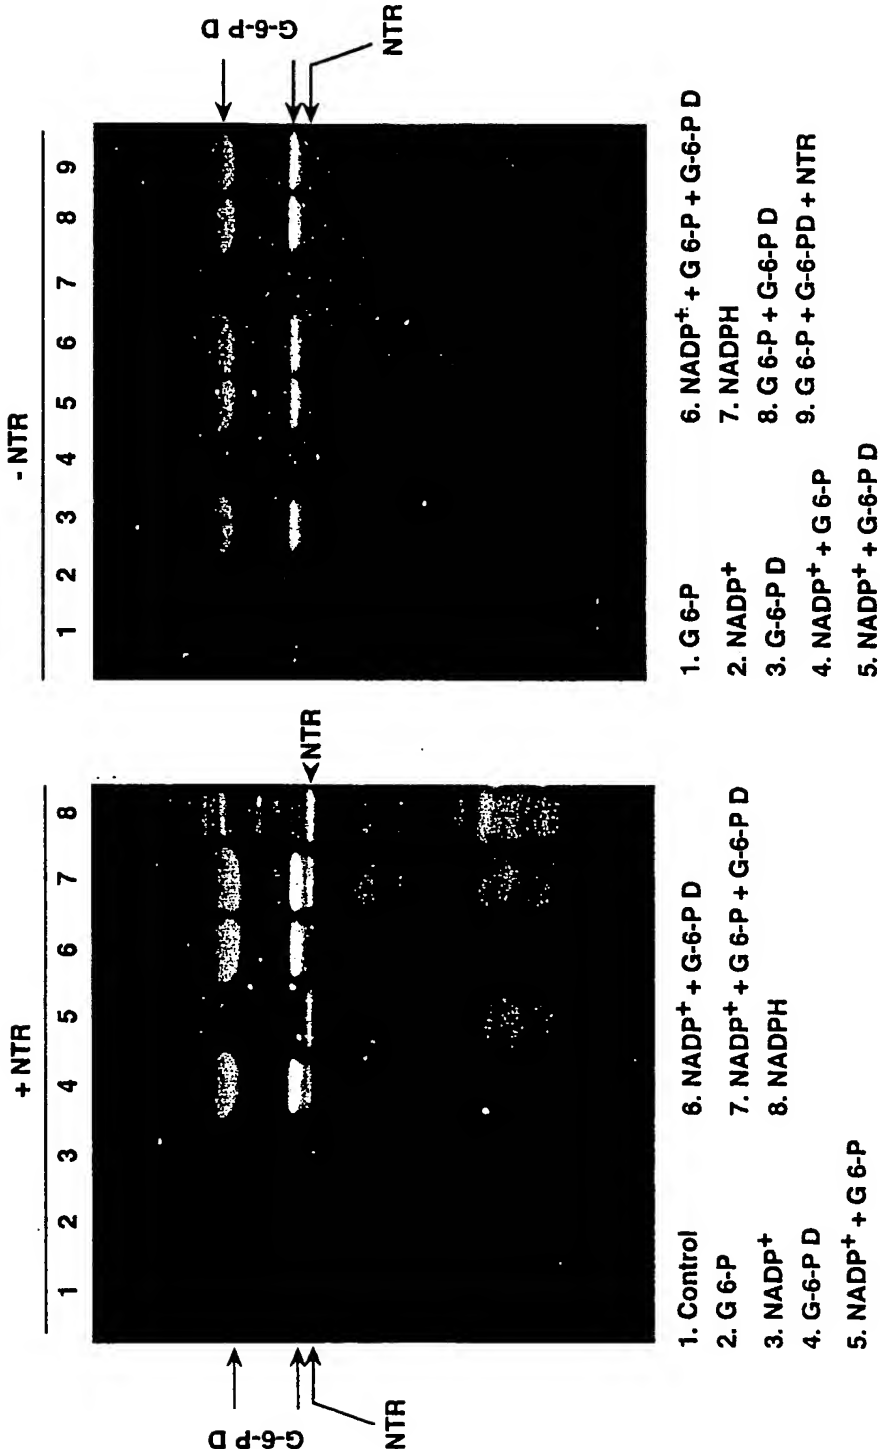 + NTR
1 2 3 4 5 6 7 8
G-6-P D
NTR
NTR
1. Control
2. G 6-P
3. NADP+
4. G-6-P D
5. NADP+ + G 6-P
6. NADP+ + G-6-P D
7. NADP+ + G 6-P + G-6-P D
8. NADPH
- NTR
1 2 3 4 5 6 7 8 9
G-6-P D
NTR
1. G 6-P
2. NADP+
3. G-6-P D
4. NADP+ + G 6-P
5. NADP+ + G-6-P D
6. NADP+ + G 6-P + G-6-P D
7. NADPH
8. G 6-P + G-6-P D
9. G 6-P + G-6-PD + NTR